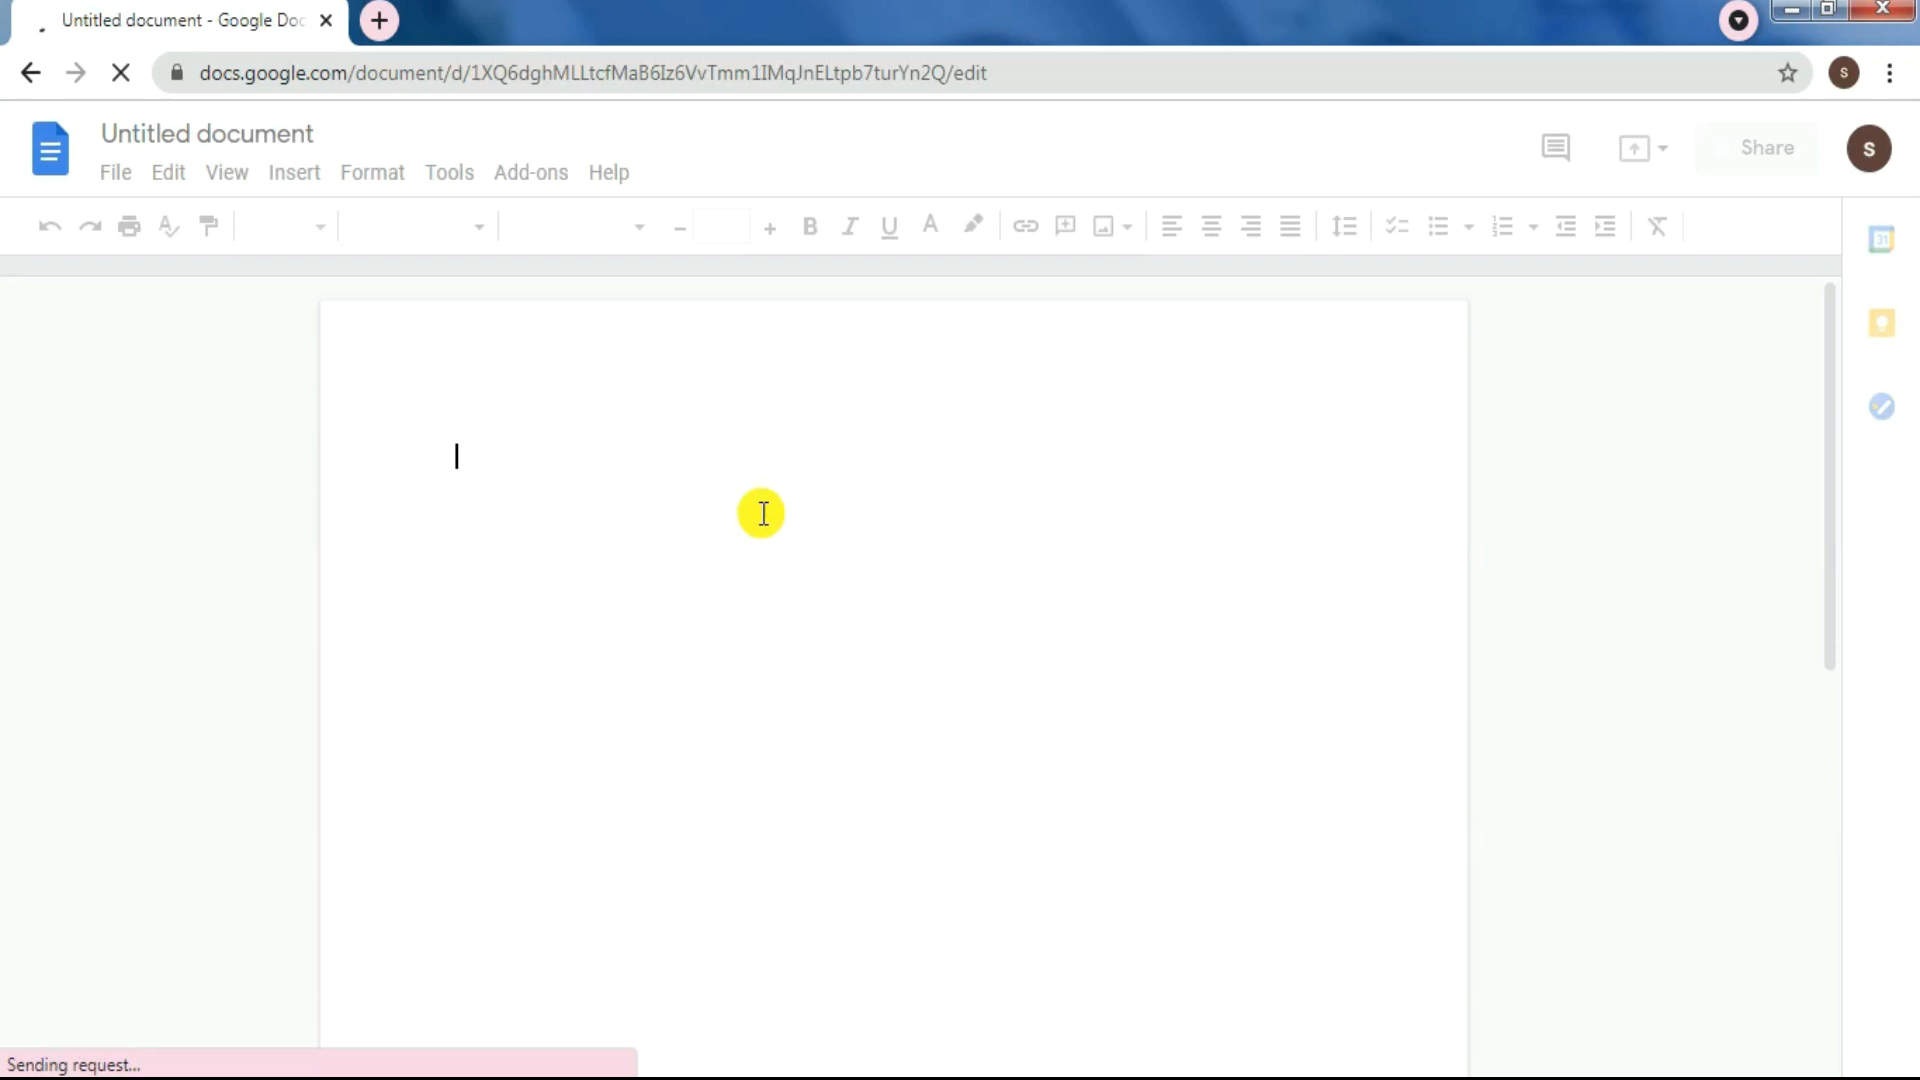 Untitled document - Google Doc
docs.google.com/document/d/1XQ6dghMLLtcfMaB6Iz6VvTmm1IMqJnELtpb7turYn2Q/edit
S
Untitled document
Share
S
File Edit View Insert Format Tools Add-ons Help
31
Sending request...